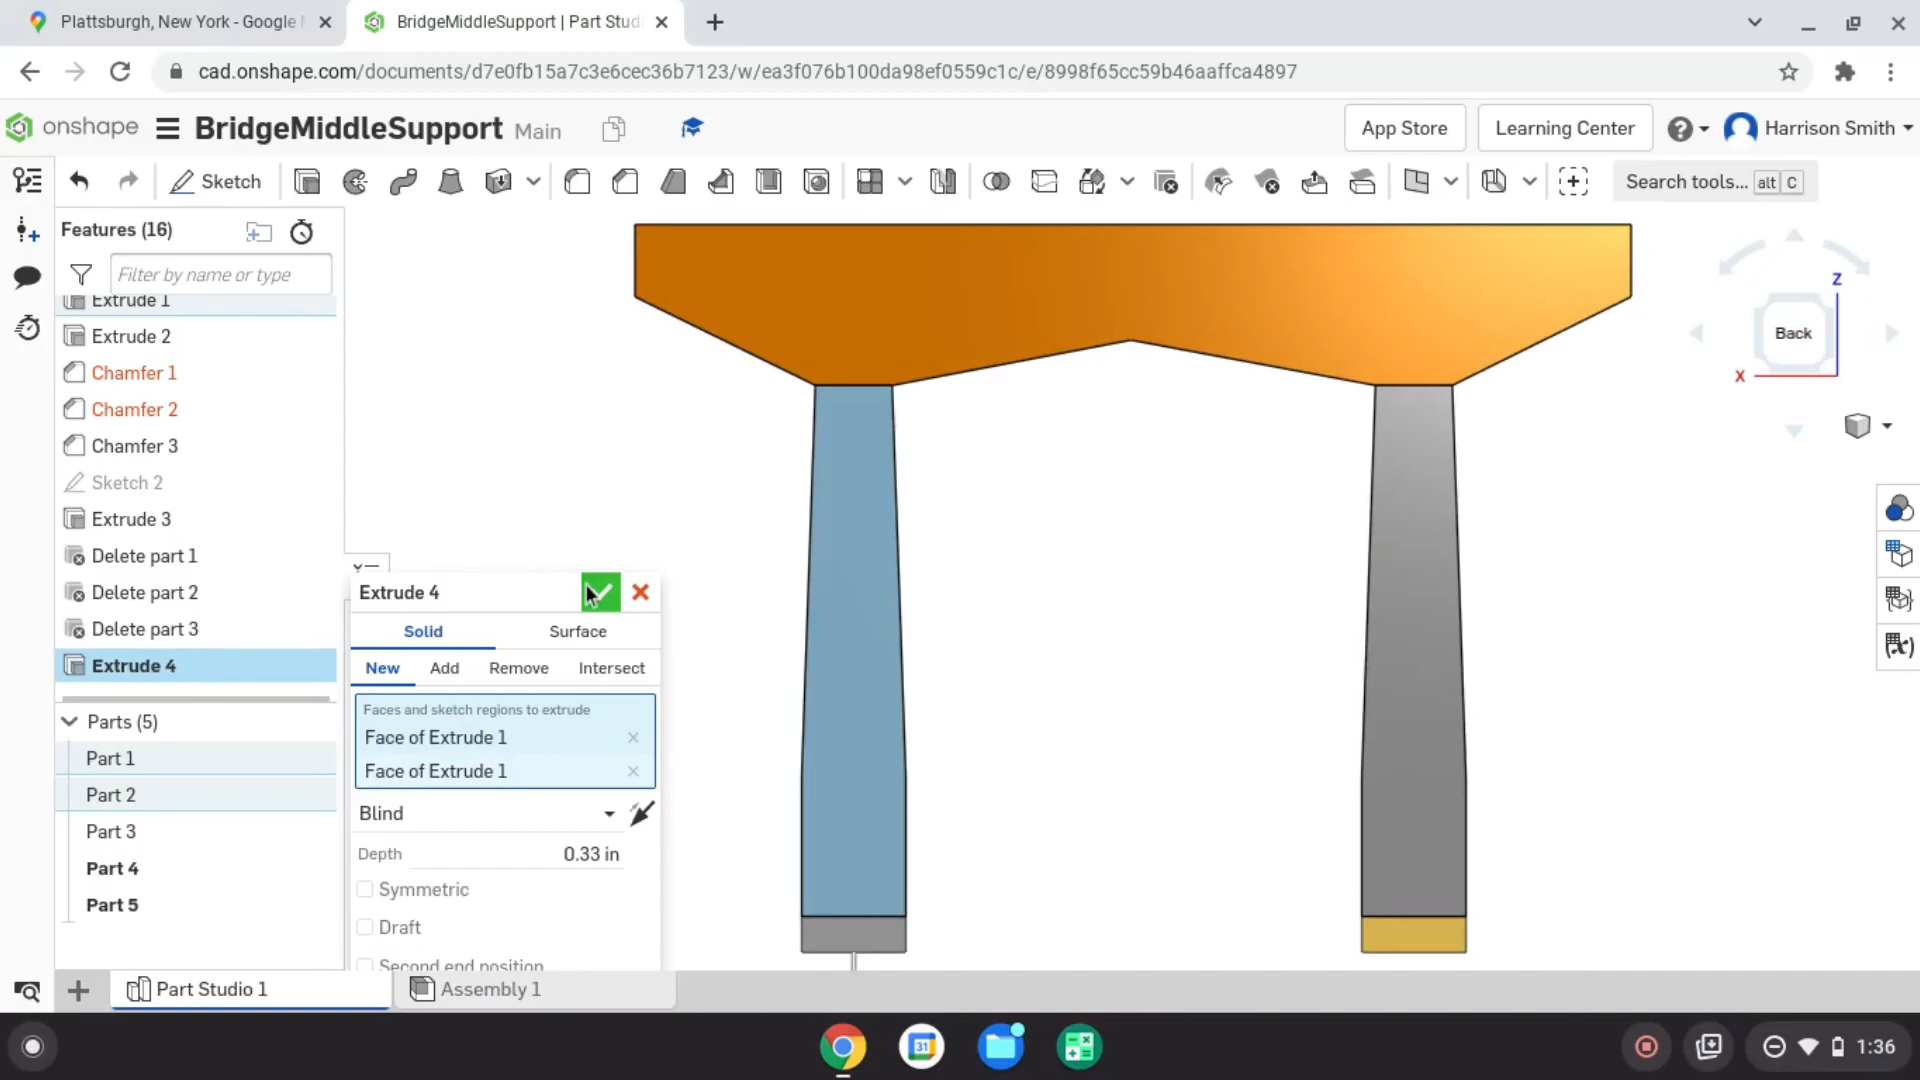 Plattsburgh, New York - Google
BridgeMiddleSupport | Part Stud
cad.onshape.com/documents/d7e0fb15a7c3e6cec36b7123/w/ea3f076b100da98ef0559c1c/e/8998f65cc59b46aaffca4897
onshape BridgeMiddleSupport Main App Store Learning Center Harrison Smith
Sketch Search tools... alt C
Features (16)
Filter by name or type
Extrude 1
Extrude 2
Chamfer 1
Chamfer 2
Chamfer 3
Sketch 2
Extrude 3
Delete part 1
Delete part 2
Delete part 3
Extrude 4
Parts (5)
Part 1
Part 2
Part 3
Part 4
Part 5
Extrude 4
Solid Surface
New Add Remove Intersect
Faces and sketch regions to extrude
Face of Extrude 1
Face of Extrude 1
Blind
Depth 0.33 in
Symmetric
Draft
Second end position
Z
Back
X
(x)
Part Studio 1 Assembly 1
31
1:36